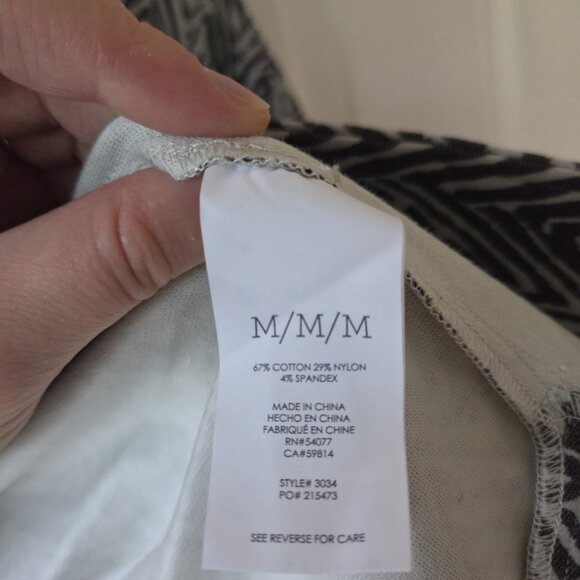 M/M/M
67% COTTON 29% NYLON
4% SPANDEX
MADE IN CHINA
HECHO EN CHINA
FABRIQUÉ EN CHINE
RN#54077
CA#59814
STYLE# 3034
PO# 215473
SEE REVERSE FOR CARE